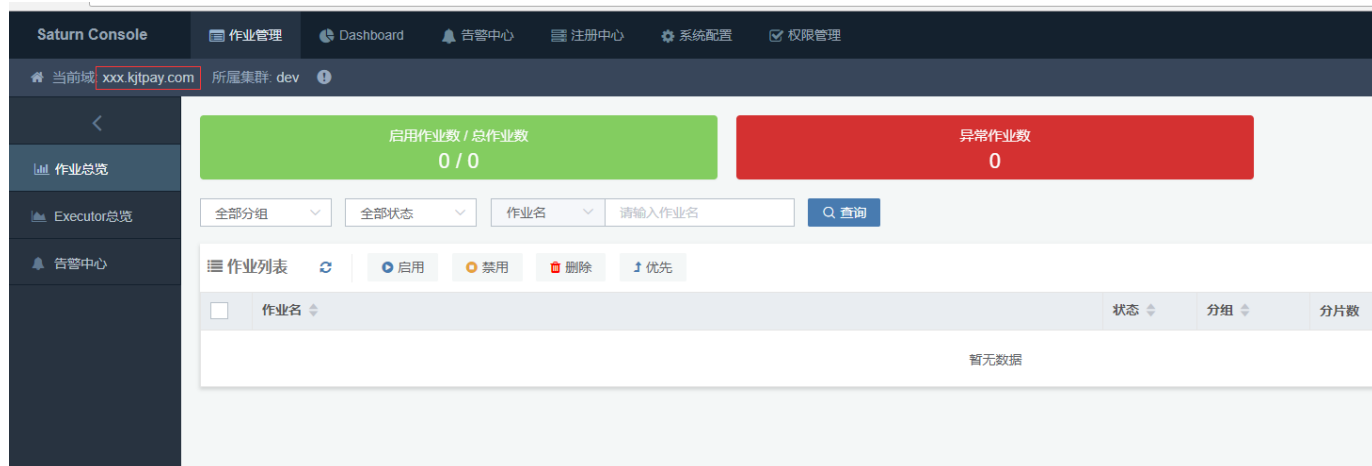 Saturn Console 作业管理 Dashboard 告警中心 注册中心 系统配置 权限管理
当前域: xxx.kjtpay.com 所属集群: dev
启用作业数 / 总作业数
0 / 0
异常作业数
0
作业总览
Executor总览
告警中心
全部分组 全部状态 作业名 请输入作业名 查询
作业列表 启用 禁用 删除 优先
作业名 状态 分组 分片数
暂无数据